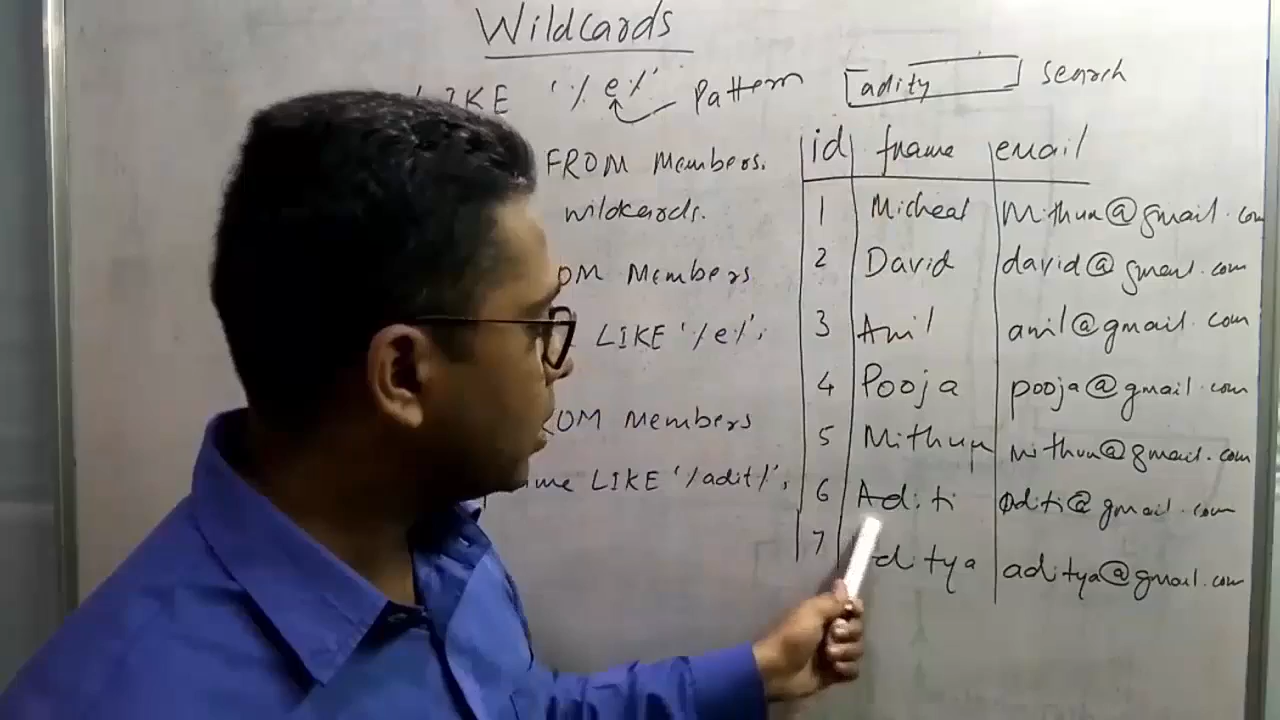 Wildcards
LIKE '%e%' Pattern
FROM Members.
wildcards.
OM Members
LIKE '%e%';
ROM Members
me LIKE '%adit%';
adity search
id fname email
1 Micheal Mithun@gmail.com
2 David david@gmail.com
3 Anil anil@gmail.com
4 Pooja pooja@gmail.com
5 Mithun mithun@gmail.com
6 Aditi aditi@gmail.com
7 ditya aditya@gmail.com